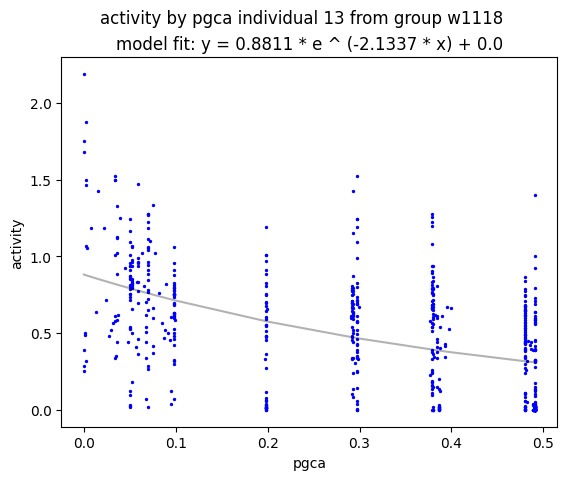 activity by pgca individual 13 from group w1118
model fit: y = 0.8811 * e ^ (-2.1337 * x) + 0.0
2.0
1.5
1.0
0.5
0.0
activity
0.0 0.1 0.2 0.3 0.4 0.5
pgca